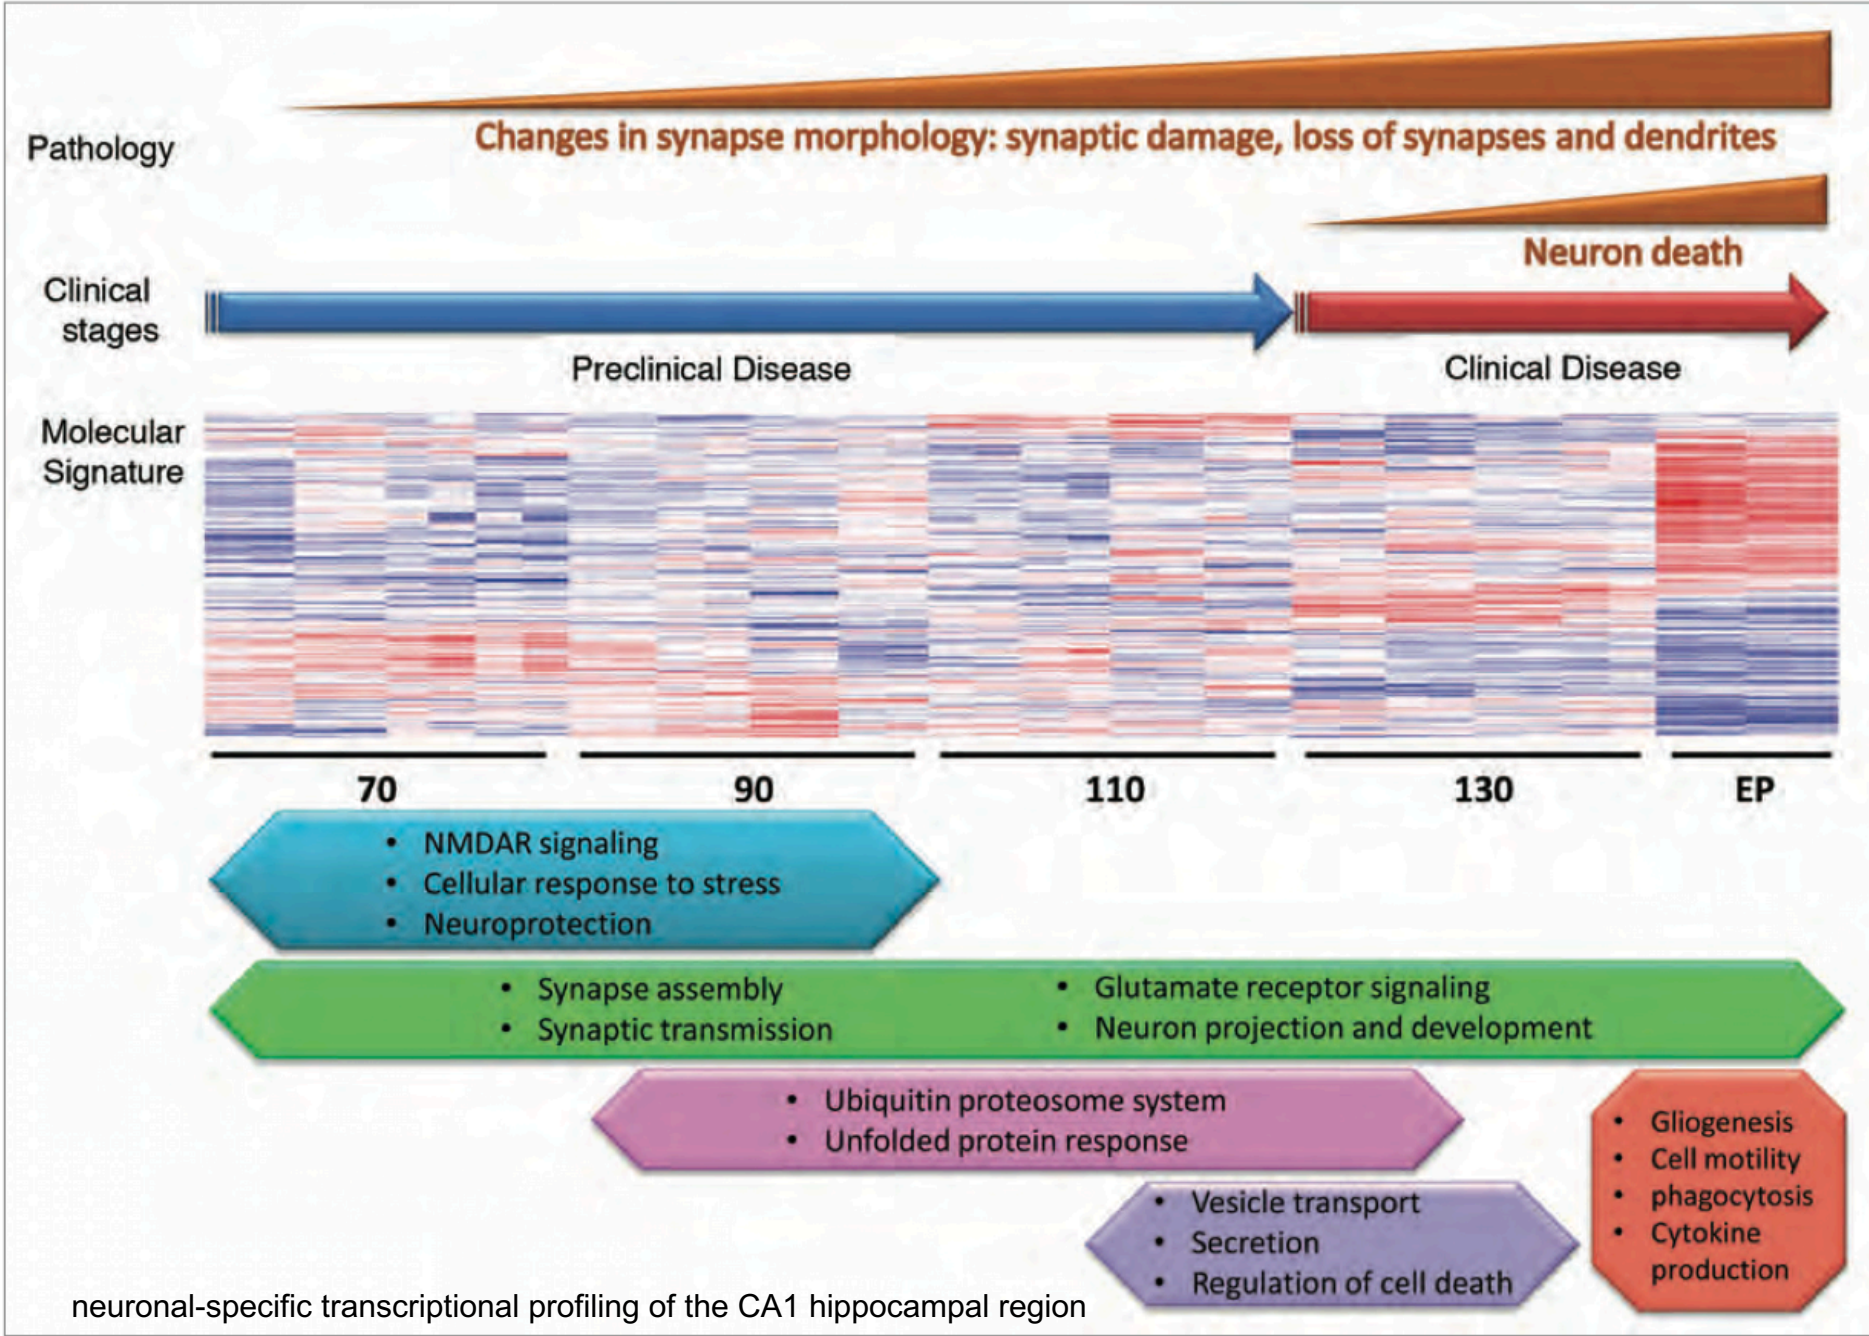 Pathology
Changes in synapse morphology: synaptic damage, loss of synapses and dendrites
Neuron death
Clinical
stages
Preclinical Disease
Clinical Disease
Molecular
Signature
70
90
110
130
EP
• NMDAR signaling
• Cellular response to stress
• Neuroprotection
• Synapse assembly
• Synaptic transmission
• Glutamate receptor signaling
• Neuron projection and development
• Ubiquitin proteosome system
• Unfolded protein response
• Vesicle transport
• Secretion
• Regulation of cell death
• Gliogenesis
• Cell motility
• phagocytosis
• Cytokine
production
neuronal-specific transcriptional profiling of the CA1 hippocampal region